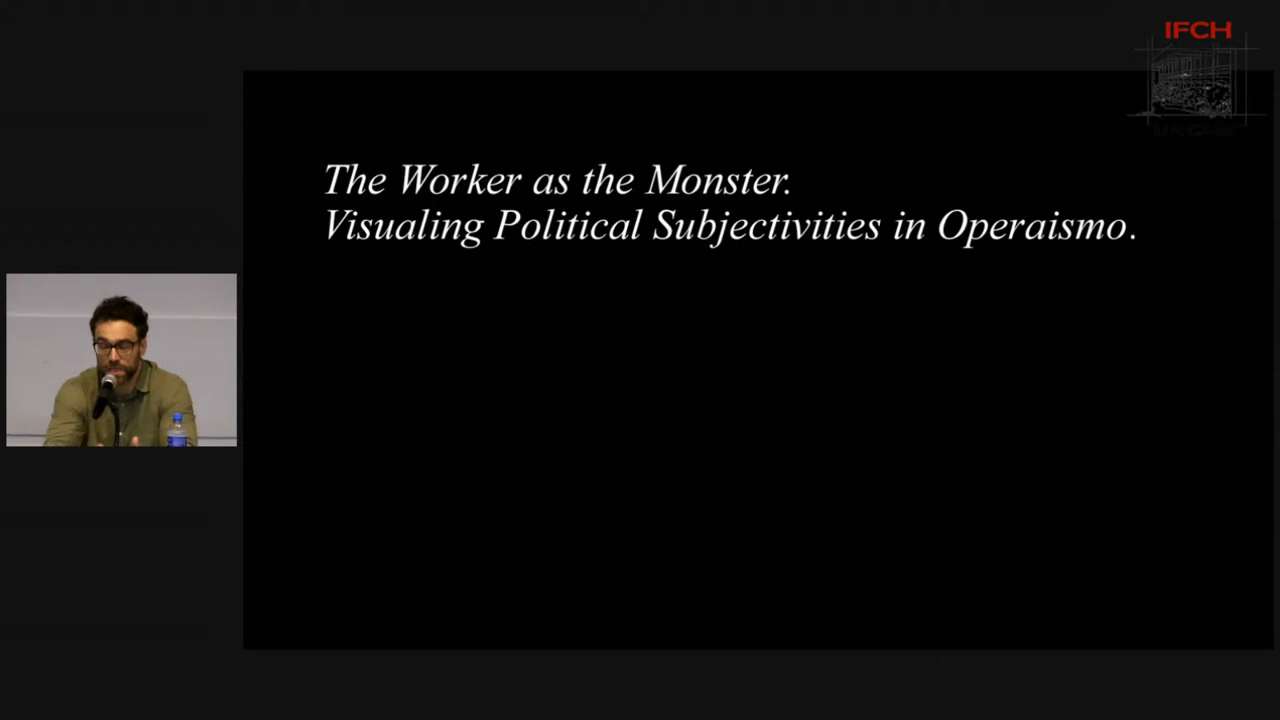 IFCH
The Worker as the Monster.
Visualing Political Subjectivities in Operaismo.